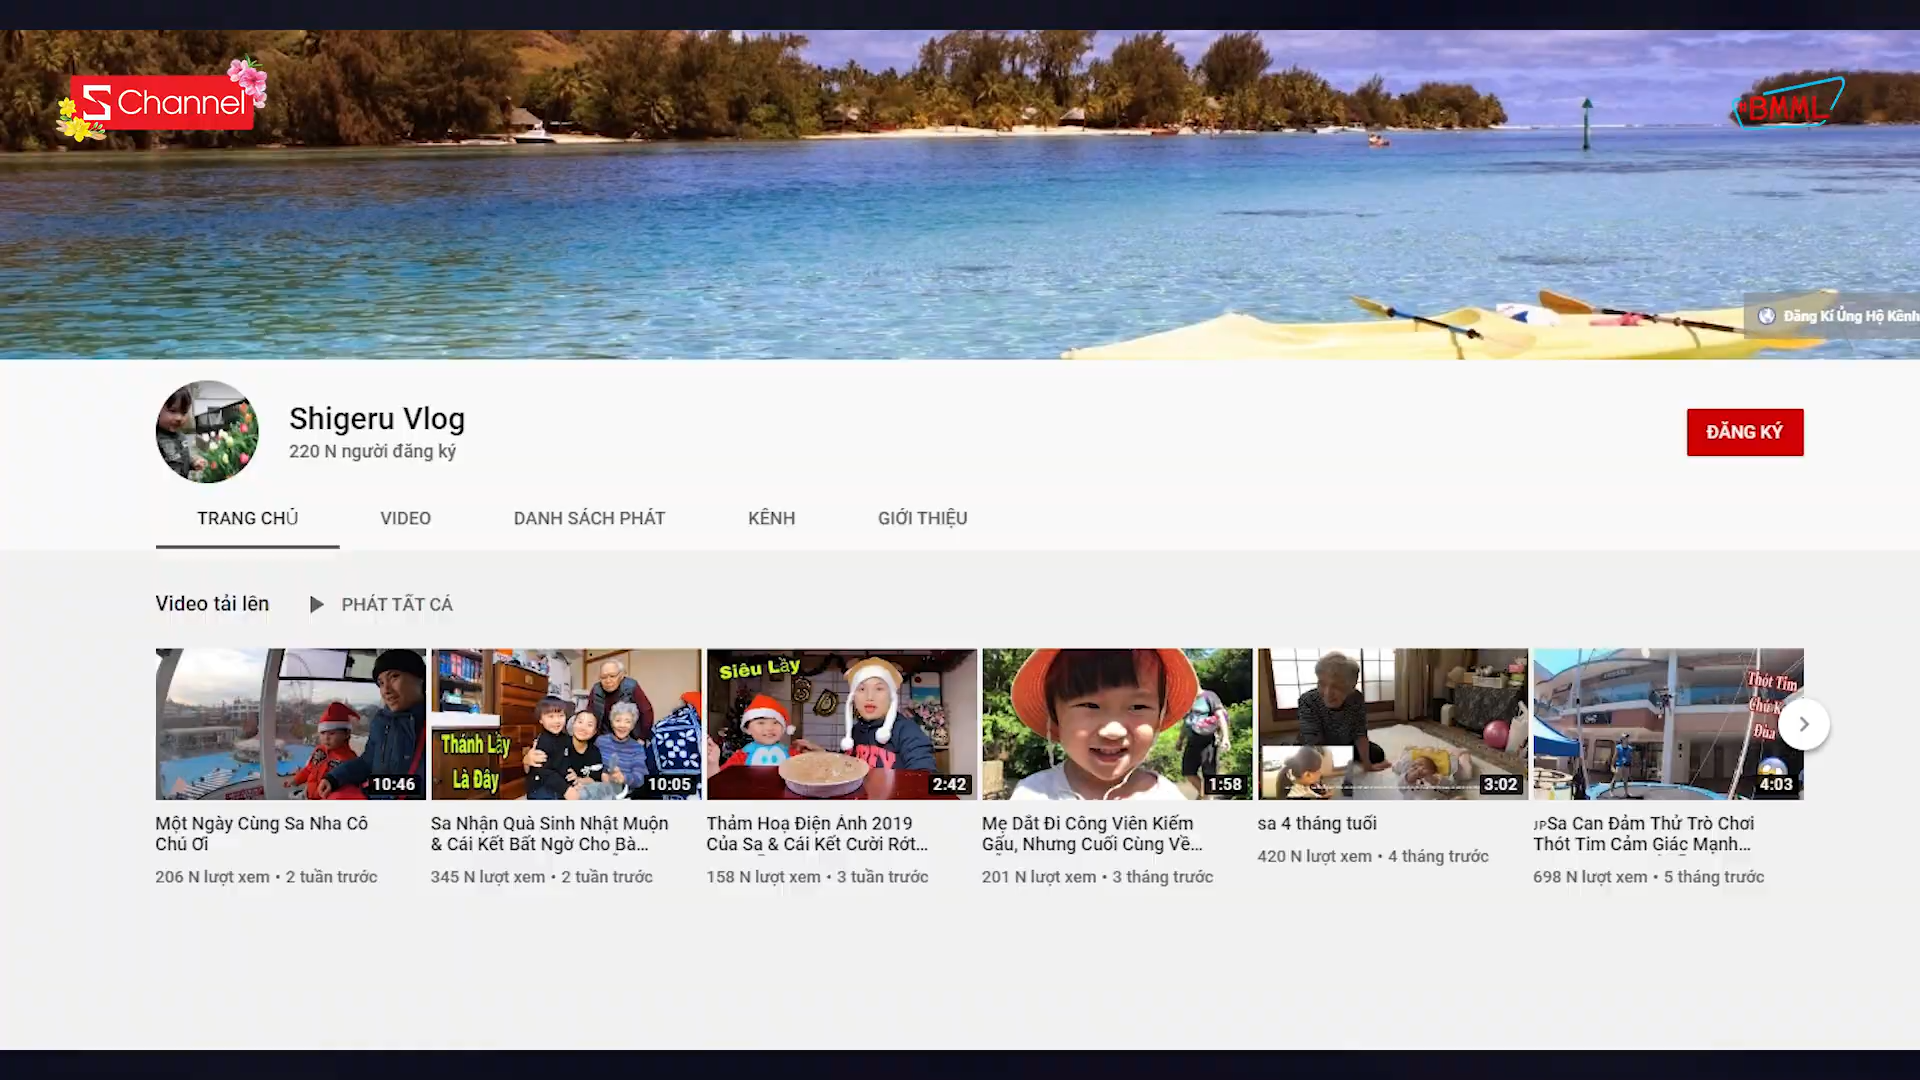 S Channel
#BMML
Đăng Kí Ủng Hộ Kênh
Shigeru Vlog
220 N người đăng ký
ĐĂNG KÝ
TRANG CHỦ
VIDEO
DANH SÁCH PHÁT
KÊNH
GIỚI THIỆU
Video tải lên
PHÁT TẤT CẢ
10:46
Thánh Lầy
Là Đây
10:05
Siêu Lầy
2:42
1:58
3:02
Thót Tim
Đùa
4:03
Một Ngày Cùng Sa Nha Cô
Chú Ơi
206 N lượt xem • 2 tuần trước
Sa Nhận Quà Sinh Nhật Muộn
& Cái Kết Bất Ngờ Cho Bà...
345 N lượt xem • 2 tuần trước
Thảm Hoạ Điện Ảnh 2019
Của Sa & Cái Kết Cười Rớt...
158 N lượt xem • 3 tuần trước
Mẹ Dắt Đi Công Viên Kiếm
Gấu, Nhưng Cuối Cùng Về...
201 N lượt xem • 3 tháng trước
sa 4 tháng tuổi
420 N lượt xem • 4 tháng trước
JPSa Can Đảm Thử Trò Chơi
Thót Tim Cảm Giác Mạnh...
698 N lượt xem • 5 tháng trước